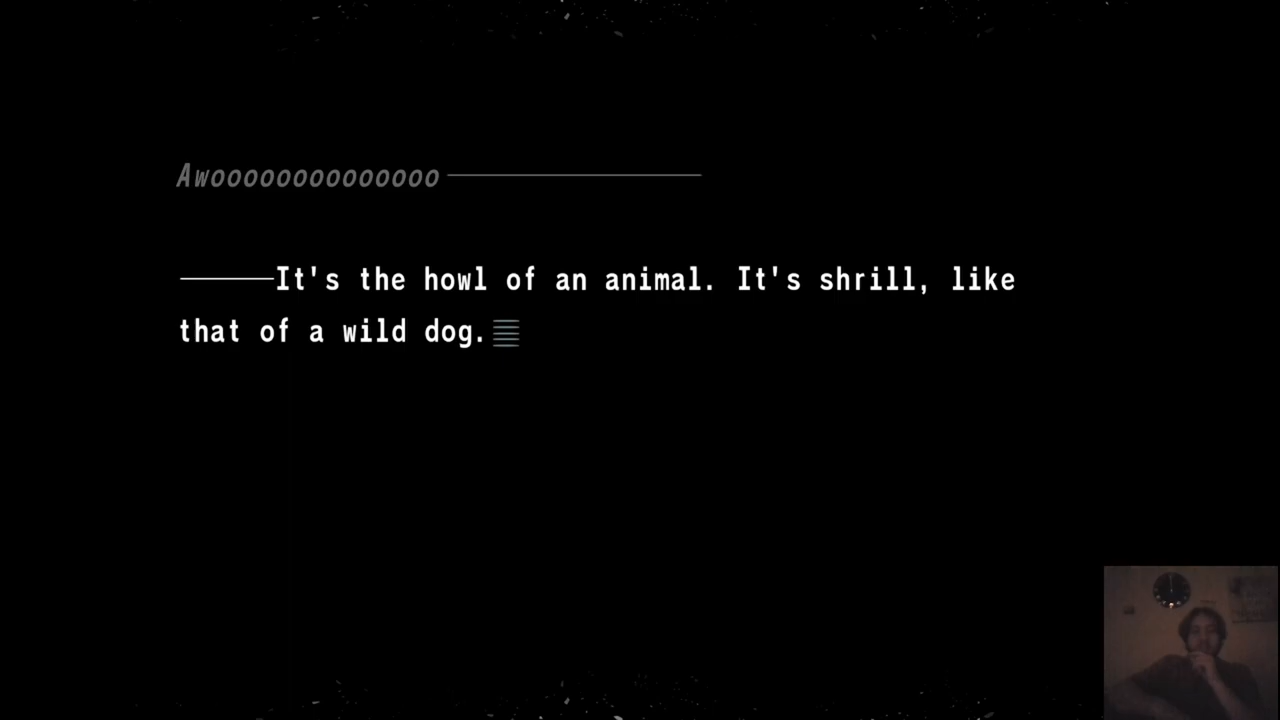 Awoooooooooooooo————————
———It's the howl of an animal. It's shrill, like
that of a wild dog.